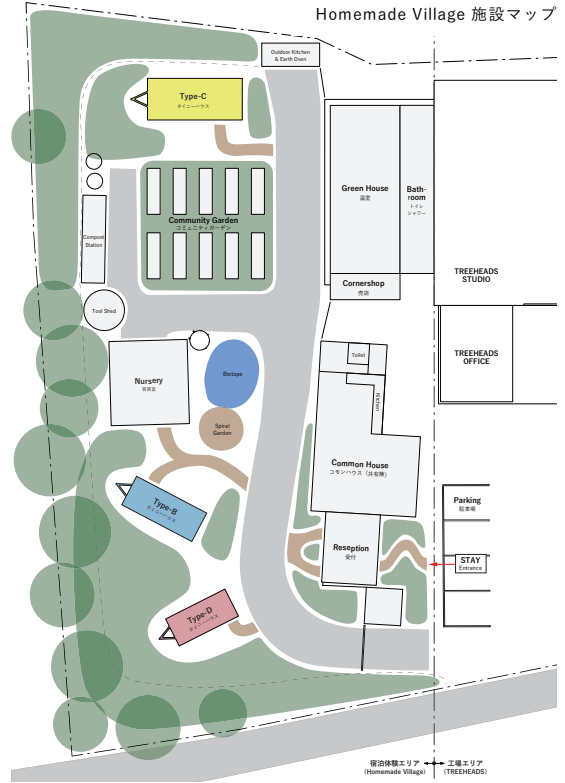 Homemade Village 施設マップ
Outdoor Kitchen
& Earth Oven
Type-C
タイニーハウス
Green House
温室
Bath-
room
トイレ
シャワー
Community Garden
コミュニティガーデン
Compost
Station
Cornershop
売店
TREEHEADS
STUDIO
Tool Shed
TREEHEADS
OFFICE
Toilet
Nursery
育苗室
Biotope
Kitchen
Spiral
Garden
Common House
コモンハウス（共有棟）
Type-B
タイニーハウス
Parking
駐車場
Reseption
受付
STAY
Entrance
Type-D
タイニーハウス
宿泊体験エリア
(Homemade Village)
工場エリア
(TREEHEADS)